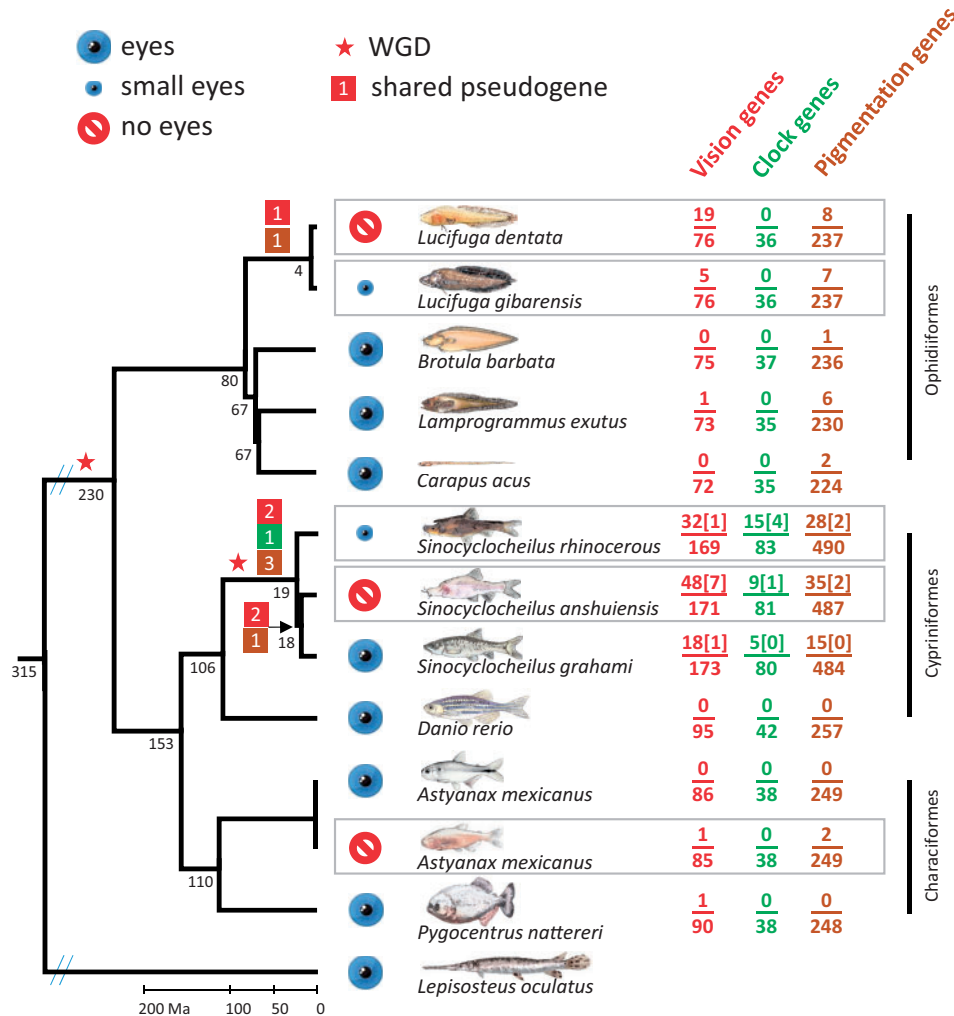 eyes
small eyes
no eyes
WGD
1 shared pseudogene
Vision genes
Clock genes
Pigmentation genes
1
1
4
Lucifuga dentata
19 0 8
76 36 237
Lucifuga gibarensis
5 0 7
76 36 237
Brotula barbata
0 0 1
75 37 236
80
67
Lamprogrammus exutus
1 0 6
73 35 230
67
Carapus acus
0 0 2
72 35 224
Ophidiiformes
230
2
1
3
Sinocyclocheilus rhinocerous
32[1] 15[4] 28[2]
169 83 490
19
Sinocyclocheilus anshuiensis
48[7] 9[1] 35[2]
171 81 487
2
1
18
Sinocyclocheilus grahami
18[1] 5[0] 15[0]
173 80 484
315
106
Danio rerio
0 0 0
95 42 257
Cypriniformes
153
Astyanax mexicanus
0 0 0
86 38 249
Astyanax mexicanus
1 0 2
85 38 249
110
Pygocentrus nattereri
1 0 0
90 38 248
Characiformes
Lepisosteus oculatus
200 Ma 100 50 0